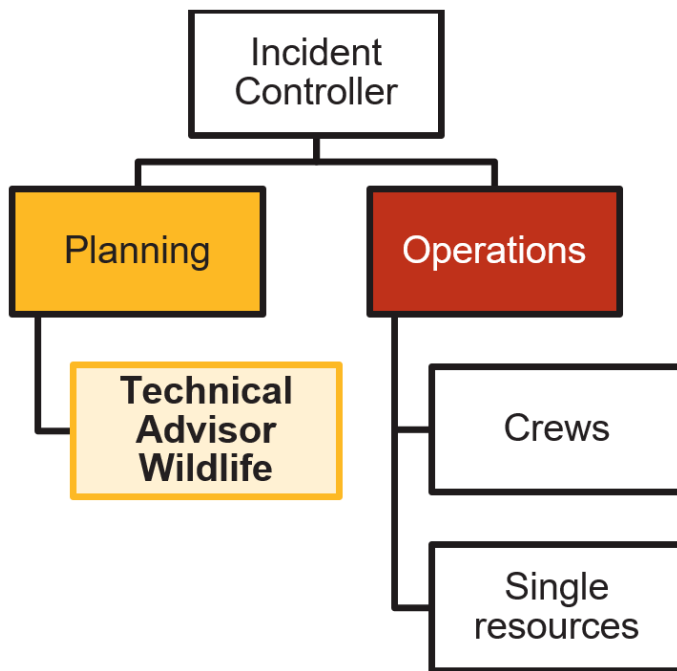 Incident
Controller
Planning
Operations
Technical
Advisor
Wildlife
Crews
Single
resources